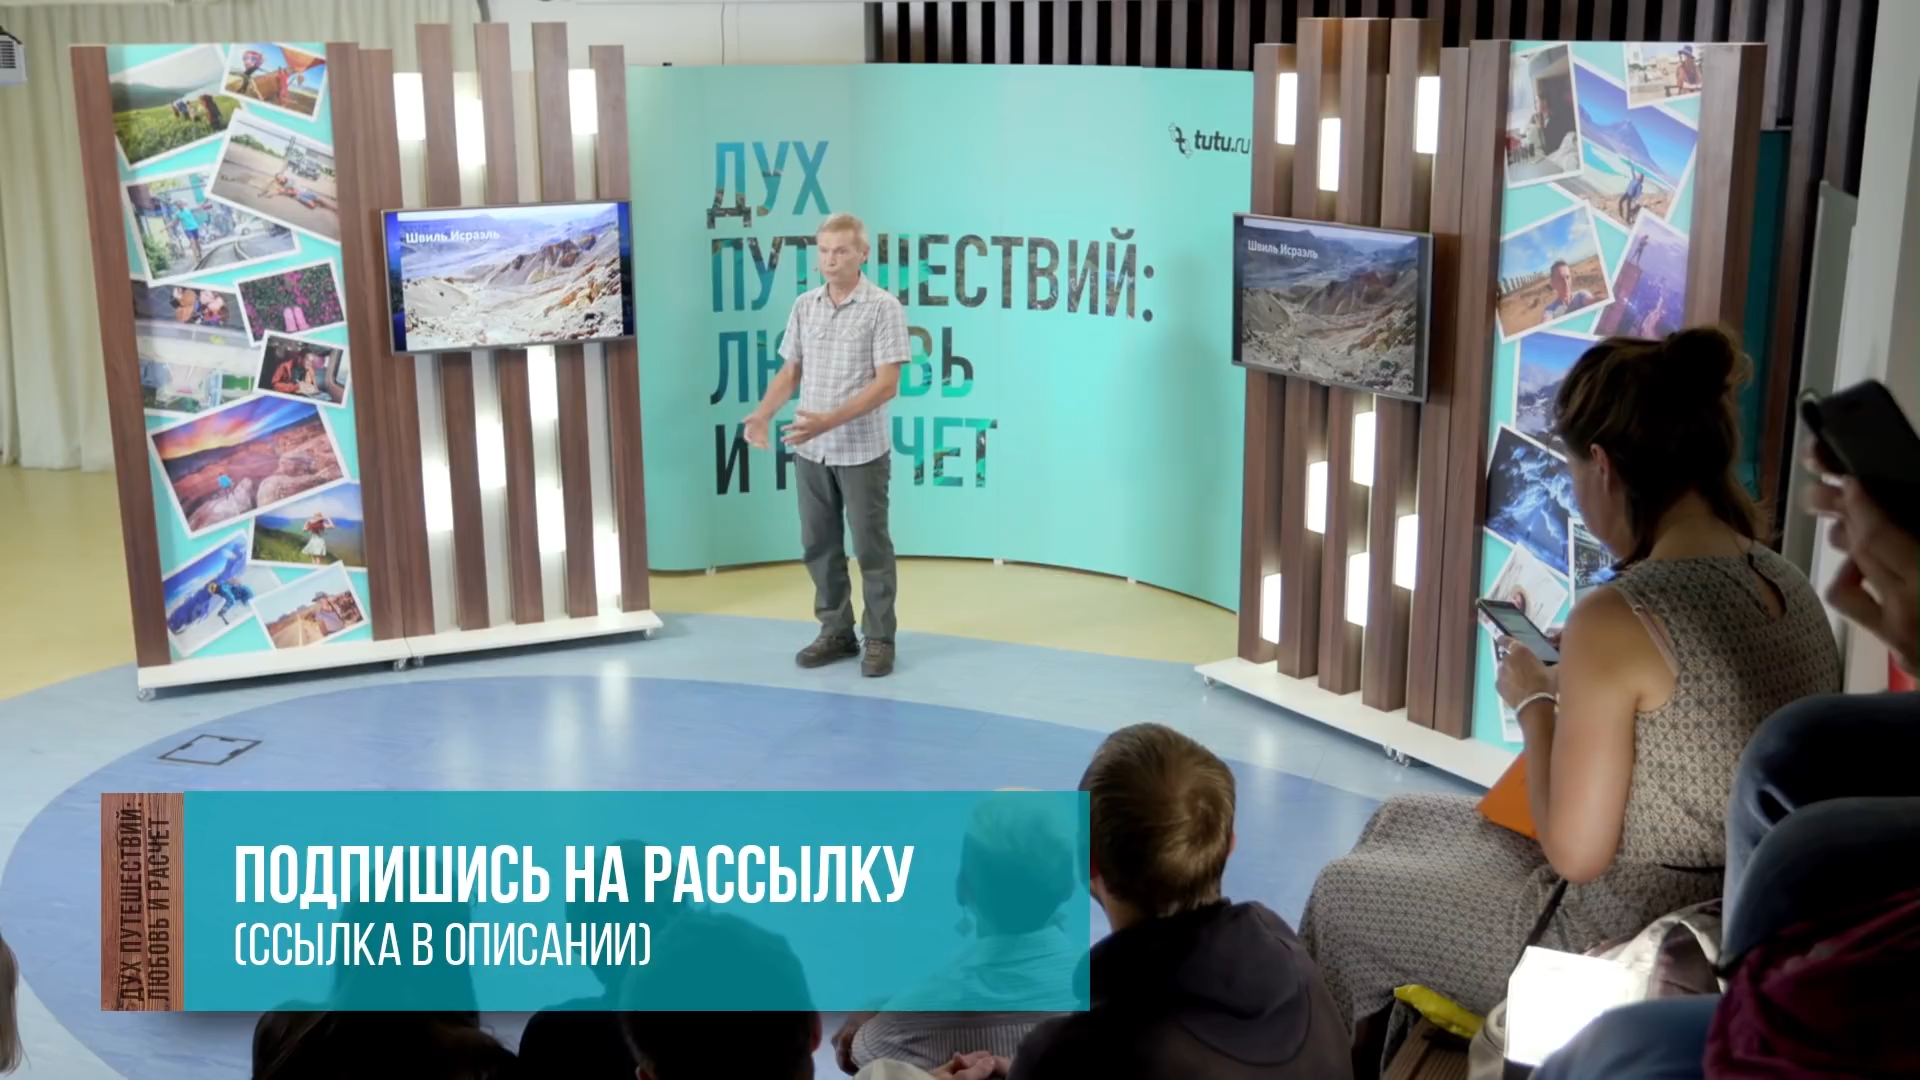 ДУХ
ПУТЕШЕСТВИЙ:
ЛЮБОВЬ
И РАСЧЕТ
tutu.ru
Швиль Исраэль
Швиль Исраэль
ДУХ ПУТЕШЕСТВИЙ:
ЛЮБОВЬ И РАСЧЕТ
ПОДПИШИСЬ НА РАССЫЛКУ
(ССЫЛКА В ОПИСАНИИ)